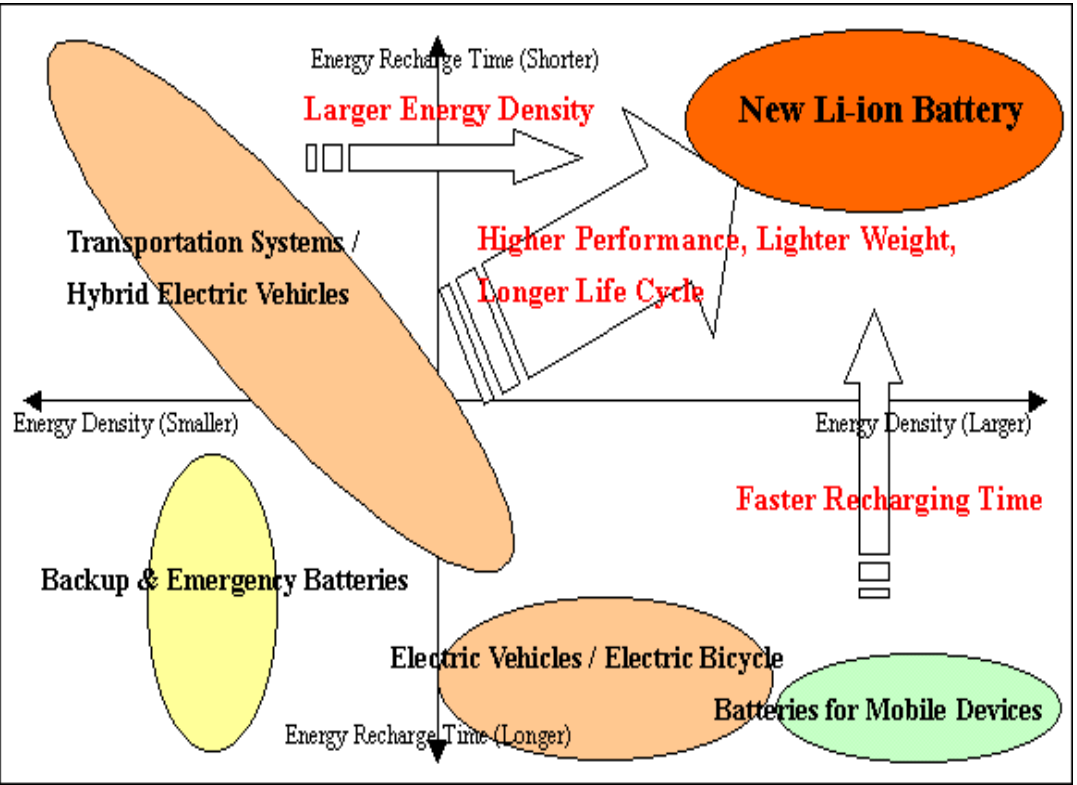 Energy Recharge Time (Shorter)
Larger Energy Density
New Li-ion Battery
Transportation Systems /
Hybrid Electric Vehicles
Higher Performance, Lighter Weight,
Longer Life Cycle
Energy Density (Smaller)
Energy Density (Larger)
Faster Recharging Time
Backup & Emergency Batteries
Electric Vehicles / Electric Bicycle
Batteries for Mobile Devices
Energy Recharge Time (Longer)